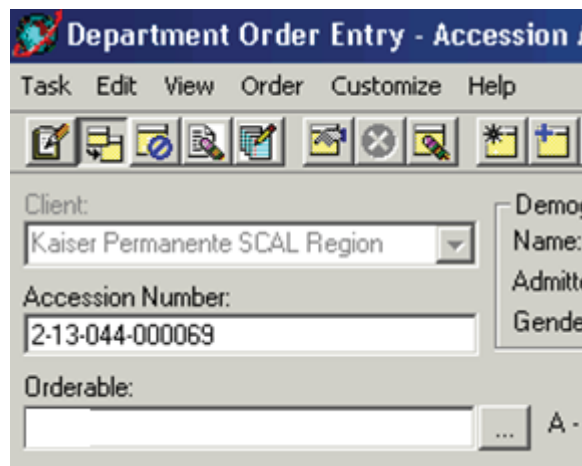 Department Order Entry - Accession
Task Edit View Order Customize Help
Client:
Kaiser Permanente SCAL Region
Name:
Accession Number:
2-13-044-000069
Orderable:
... A -